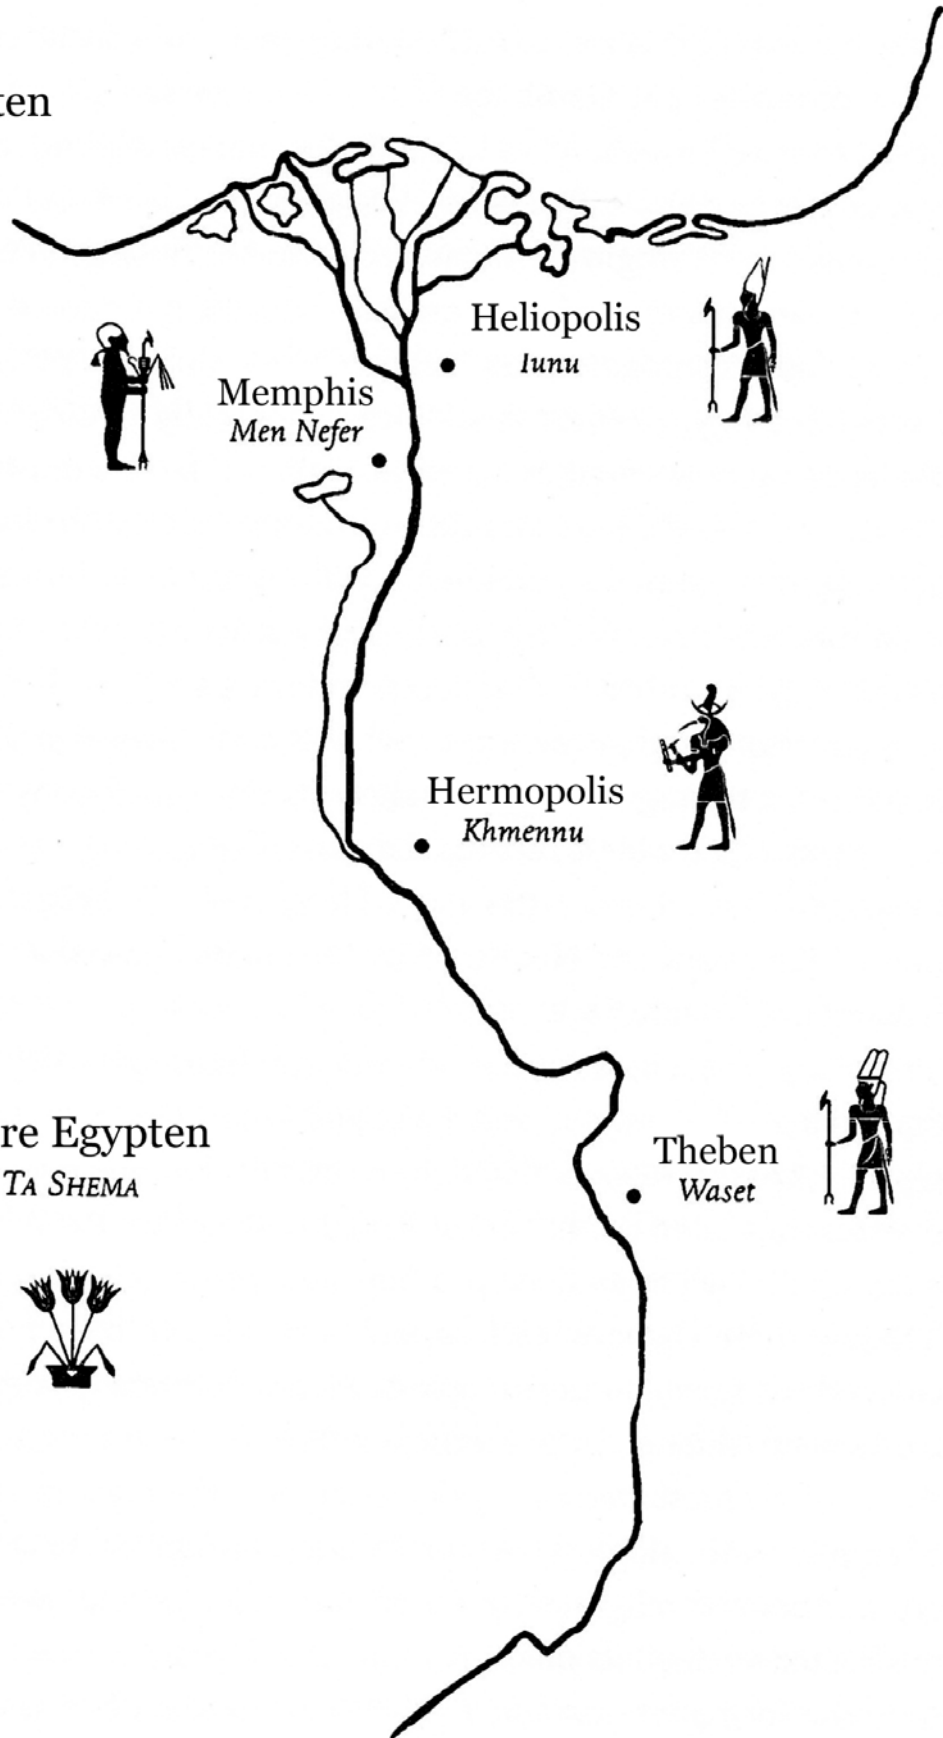 ten
Heliopolis
Iunu
Memphis
Men Nefer
Hermopolis
Khmennu
re Egypten
TA SHEMA
Theben
Waset